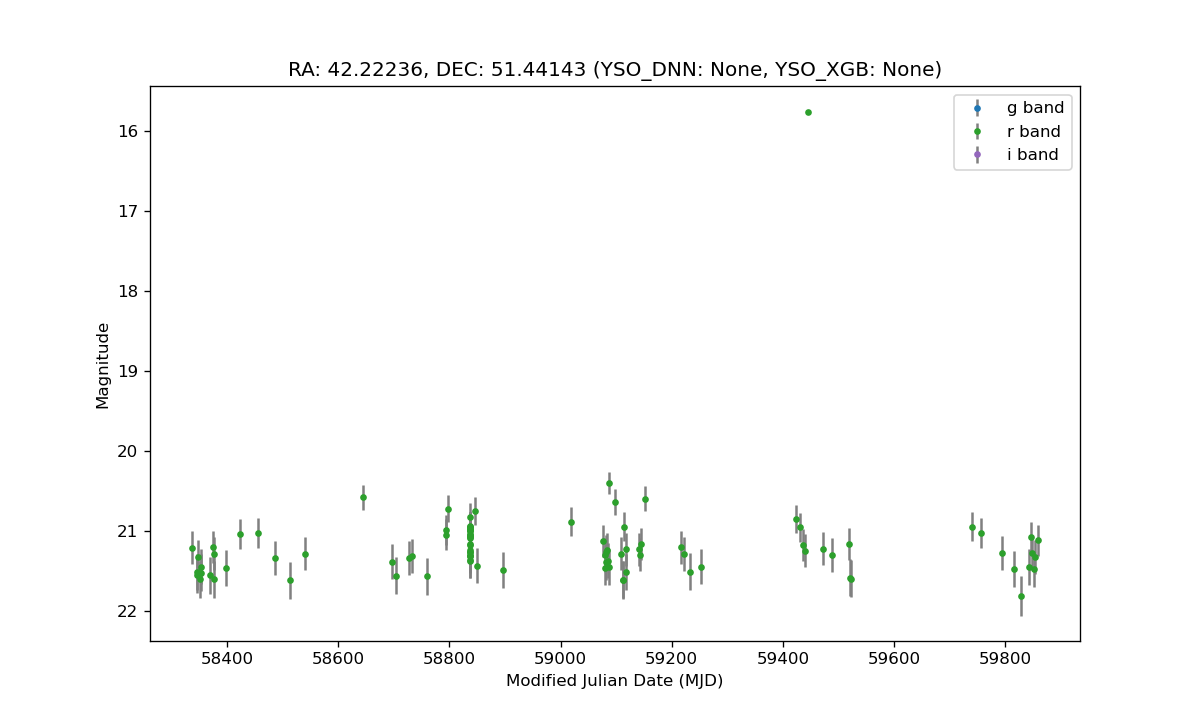 RA: 42.22236, DEC: 51.44143 (YSO_DNN: None, YSO_XGB: None)
g band
r band
i band
16
17
18
19
20
21
22
Magnitude
58400
58600
58800
59000
59200
59400
59600
59800
Modified Julian Date (MJD)